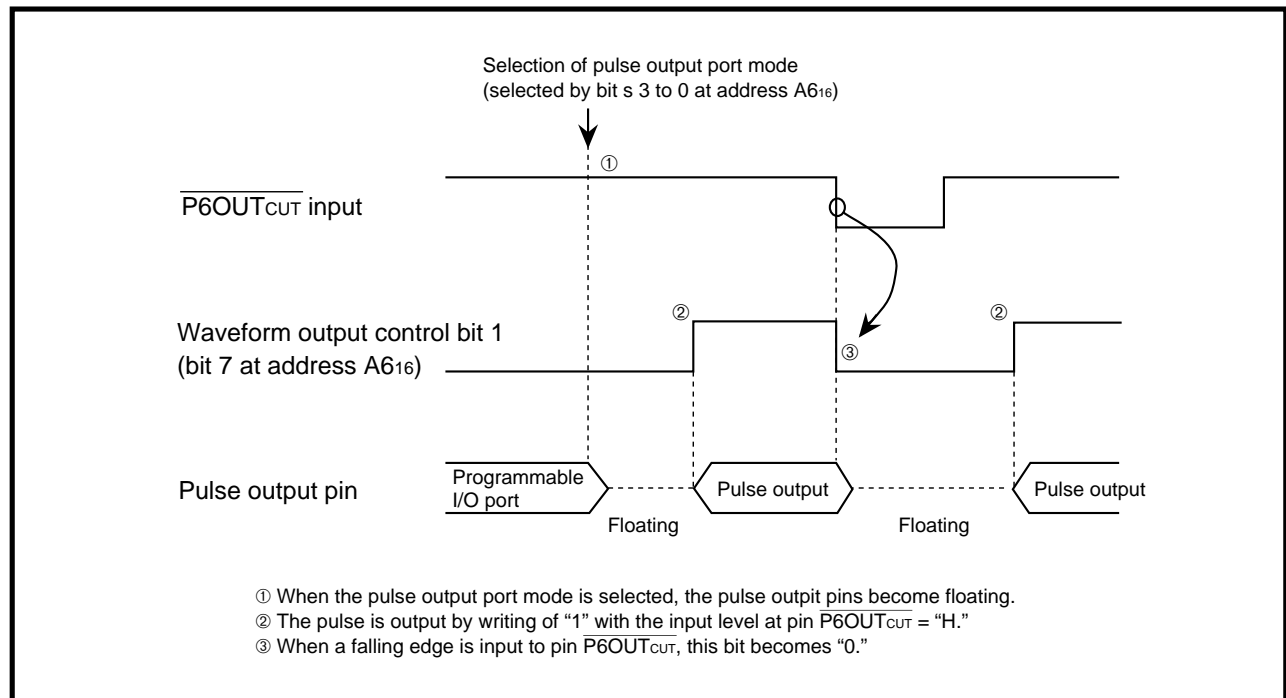 Selection of pulse output port mode
(selected by bit s 3 to 0 at address A616)
①
P6OUTCUT input
②
②
Waveform output control bit 1
(bit 7 at address A616)
③
Pulse output pin
Programmable
I/O port
Pulse output
Pulse output
Floating
Floating
① When the pulse output port mode is selected, the pulse outpit pins become floating.
② The pulse is output by writing of “1” with the input level at pin P6OUTCUT = “H.”
③ When a falling edge is input to pin P6OUTCUT, this bit becomes “0.”